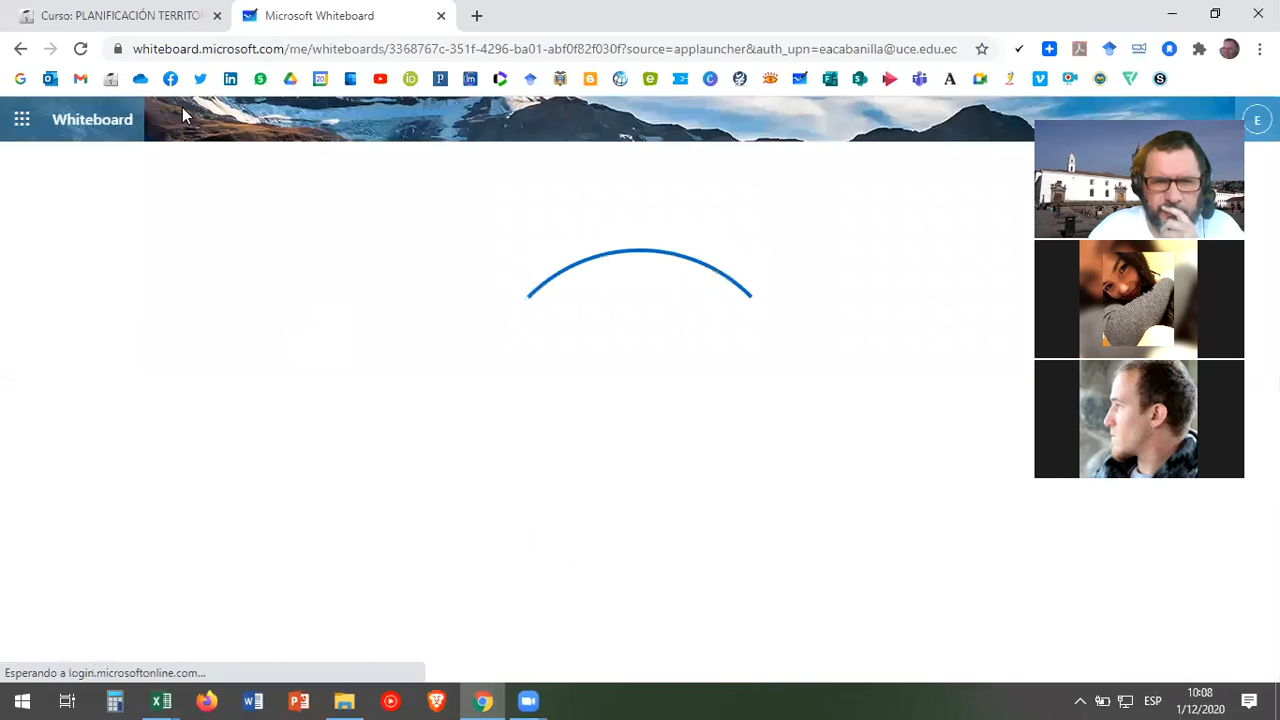 Curso: PLANIFICACIÓN TERRITO
Microsoft Whiteboard
whiteboard.microsoft.com/me/whiteboards/3368767c-351f-4296-ba01-abf0f82f030f?source=applauncher&auth_upn=eacabanilla@uce.edu.ec
Whiteboard
E
Esperando a login.microsoftonline.com...
ESP
10:08
1/12/2020